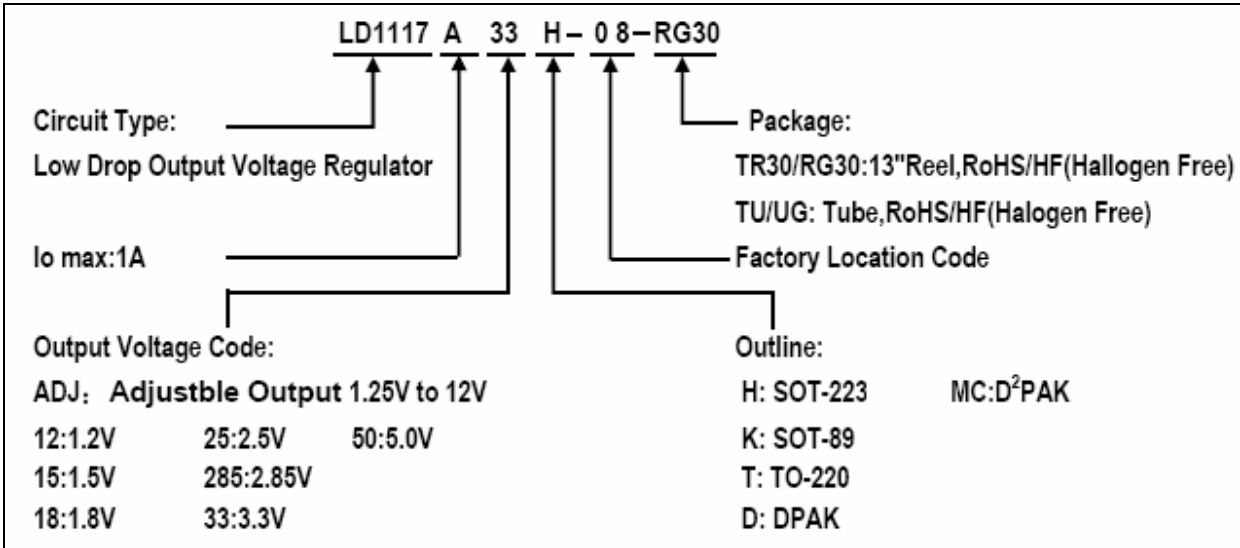 LD1117 A 33 H – 0 8 – RG30
Circuit Type:
Package:
Low Drop Output Voltage Regulator
TR30/RG30:13"Reel,RoHS/HF(Hallogen Free)
TU/UG: Tube,RoHS/HF(Halogen Free)
Io max:1A
Factory Location Code
Output Voltage Code:
Outline:
ADJ：Adjustble Output 1.25V to 12V
H: SOT-223 MC:D²PAK
12:1.2V 25:2.5V 50:5.0V
K: SOT-89
15:1.5V 285:2.85V
T: TO-220
18:1.8V 33:3.3V
D: DPAK